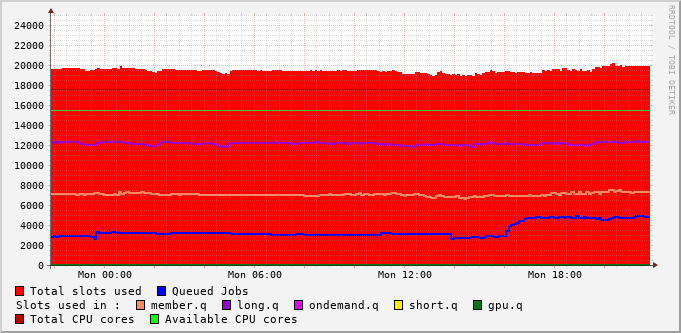 RRDTOOL / TOBI OETIKER
24000
22000
20000
18000
16000
14000
12000
10000
8000
6000
4000
2000
0
Mon 00:00 Mon 06:00 Mon 12:00 Mon 18:00
Total slots used Queued Jobs
Slots used in : member.q long.q ondemand.q short.q gpu.q
Total CPU cores Available CPU cores